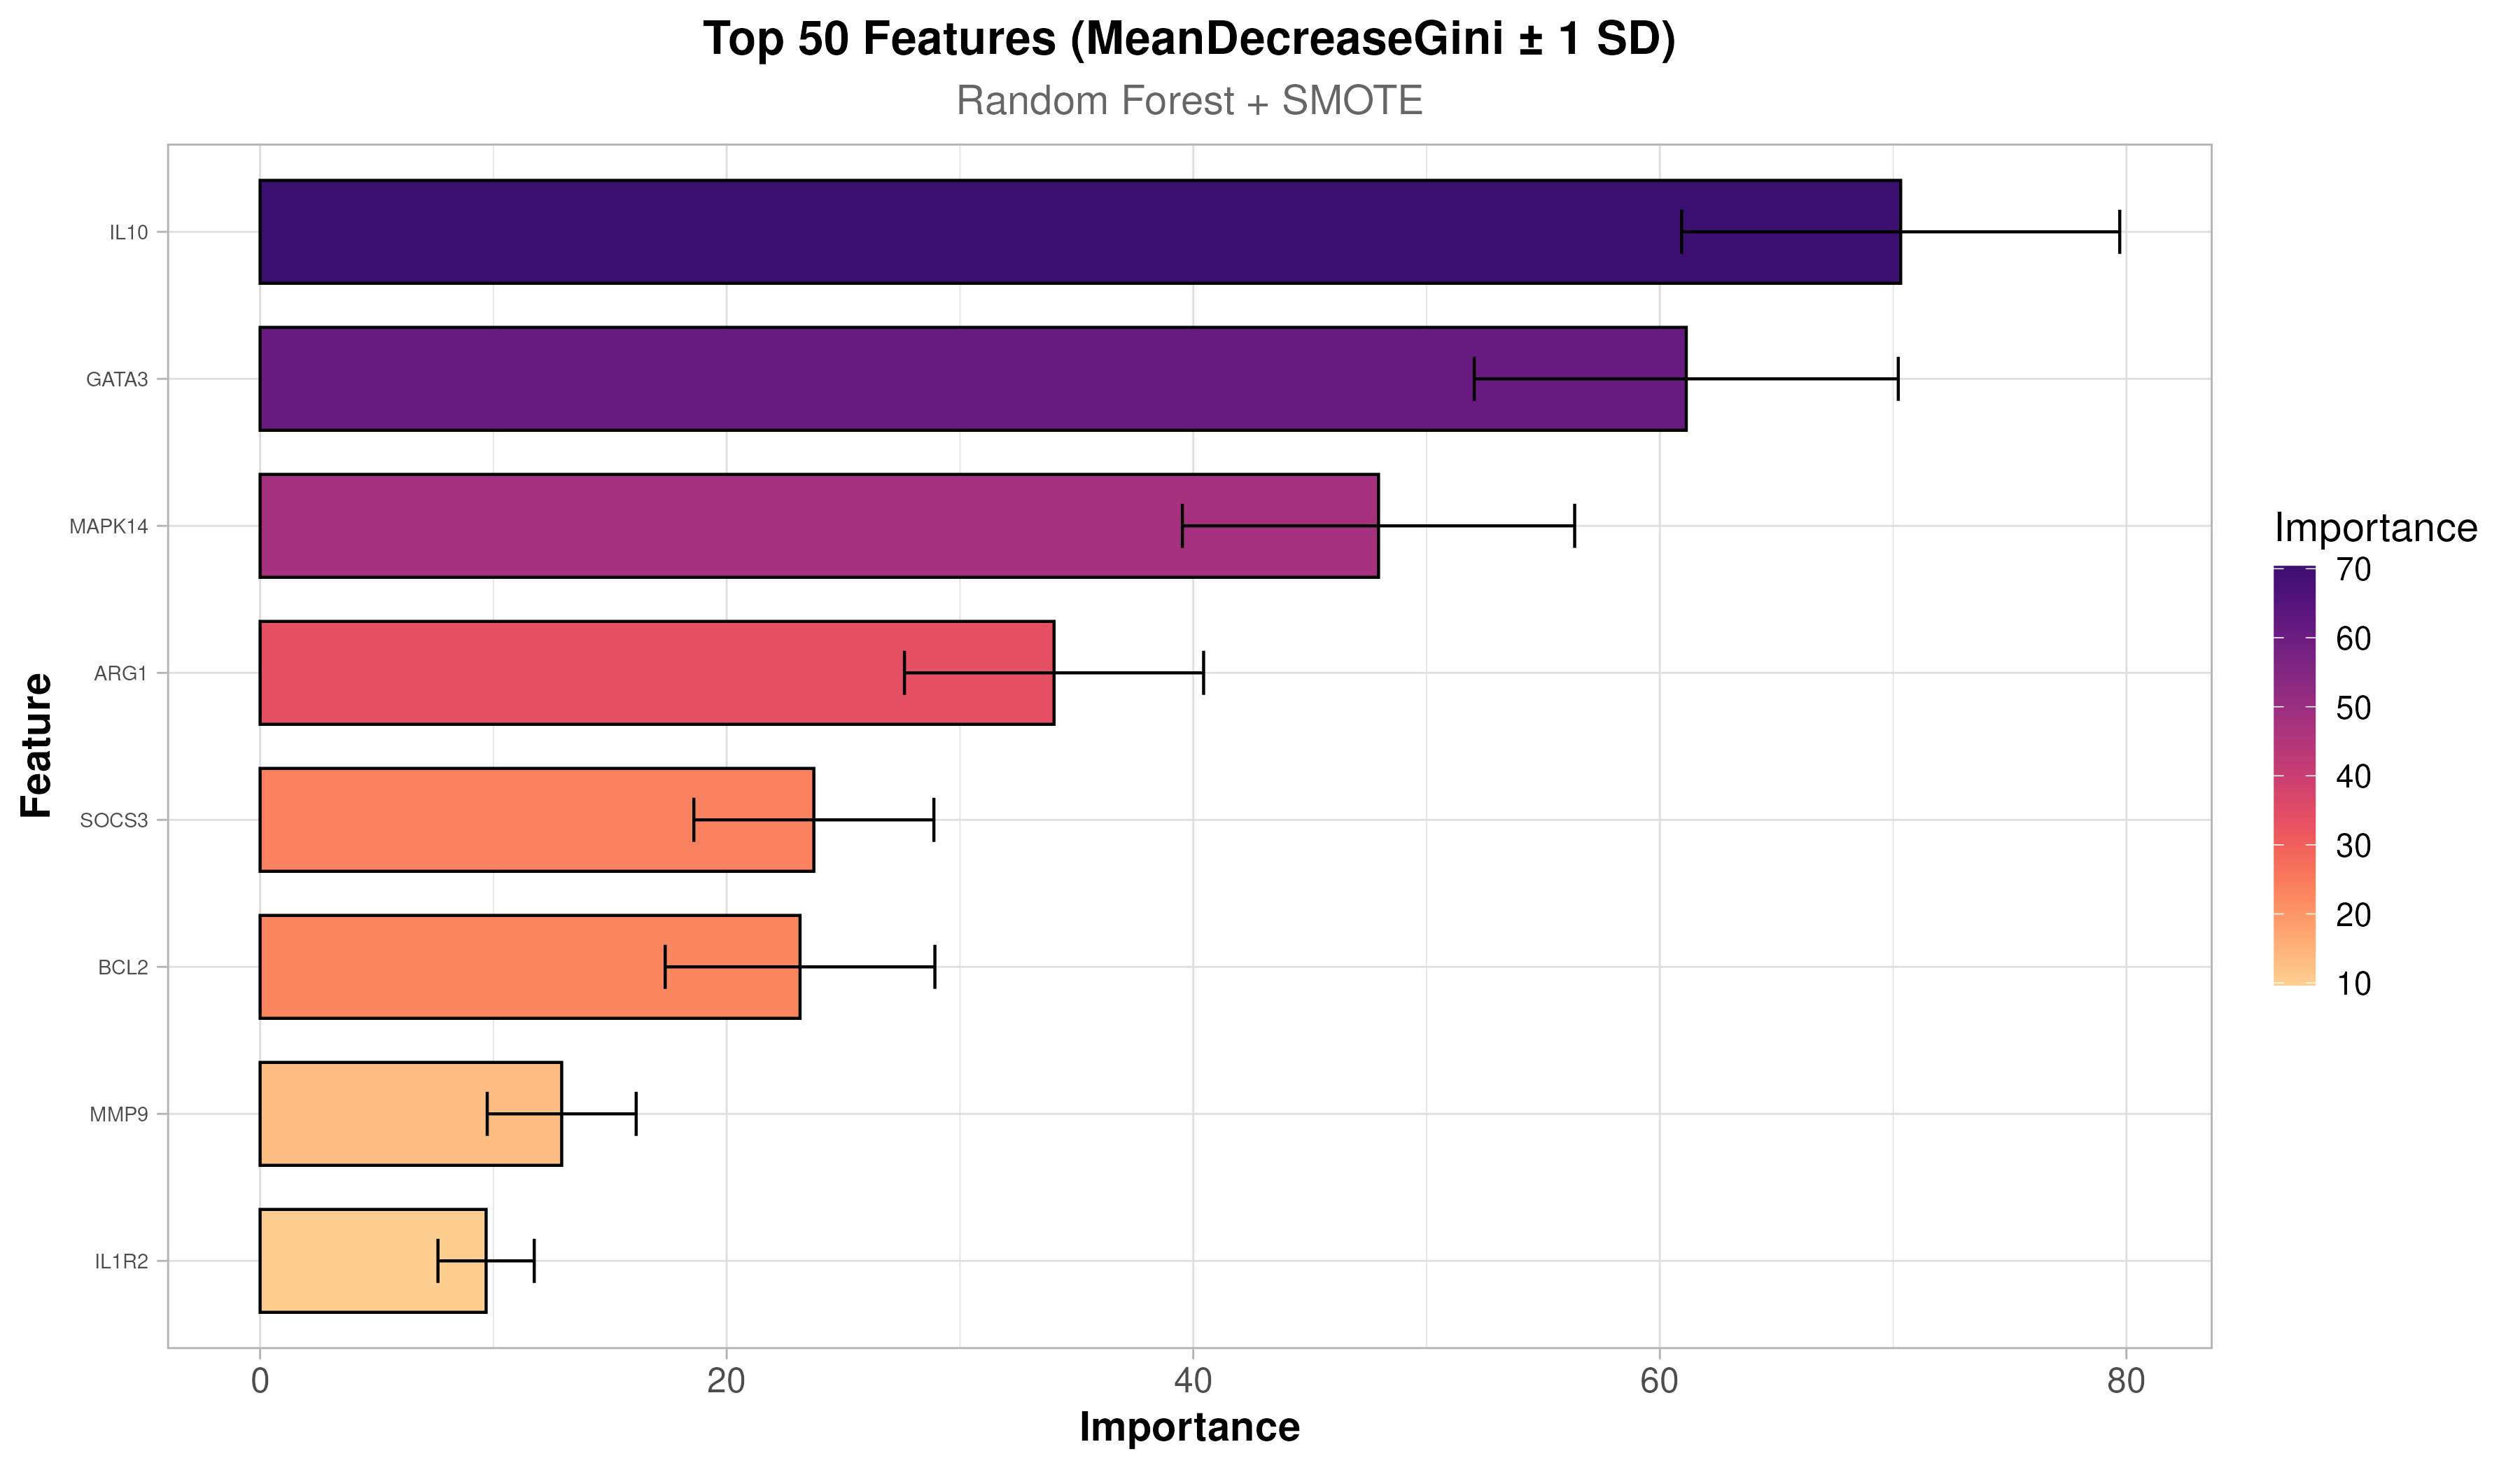 Top 50 Features (MeanDecreaseGini ± 1 SD)
Random Forest + SMOTE
Feature
IL10
GATA3
MAPK14
ARG1
SOCS3
BCL2
MMP9
IL1R2
0 20 40 60 80
Importance
Importance
70
60
50
40
30
20
10